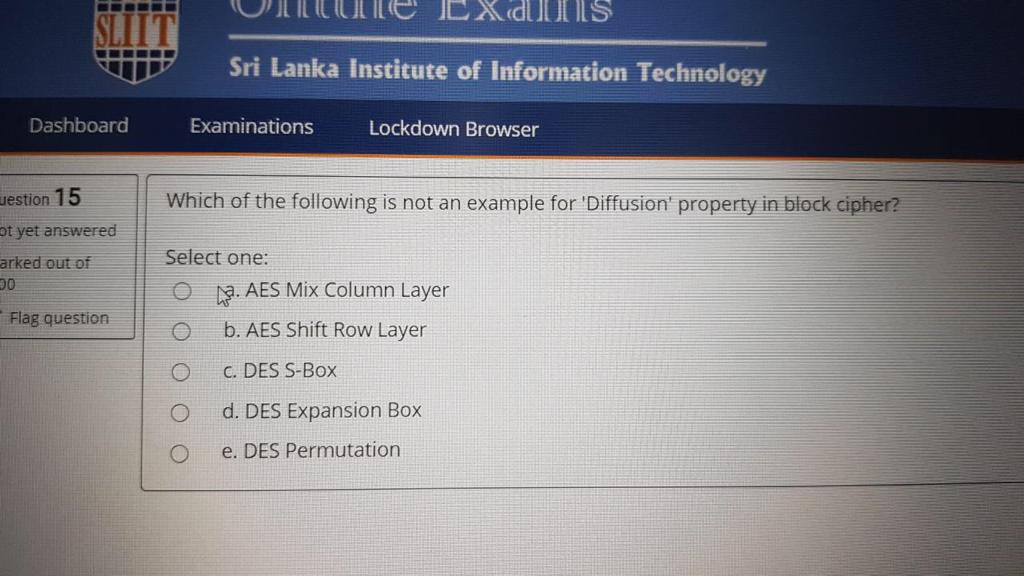 SLIIT
Online Exams
Sri Lanka Institute of Information Technology
Dashboard Examinations Lockdown Browser
uestion 15
ot yet answered
arked out of
00
Flag question
Which of the following is not an example for 'Diffusion' property in block cipher?
Select one:
a. AES Mix Column Layer
b. AES Shift Row Layer
c. DES S-Box
d. DES Expansion Box
e. DES Permutation